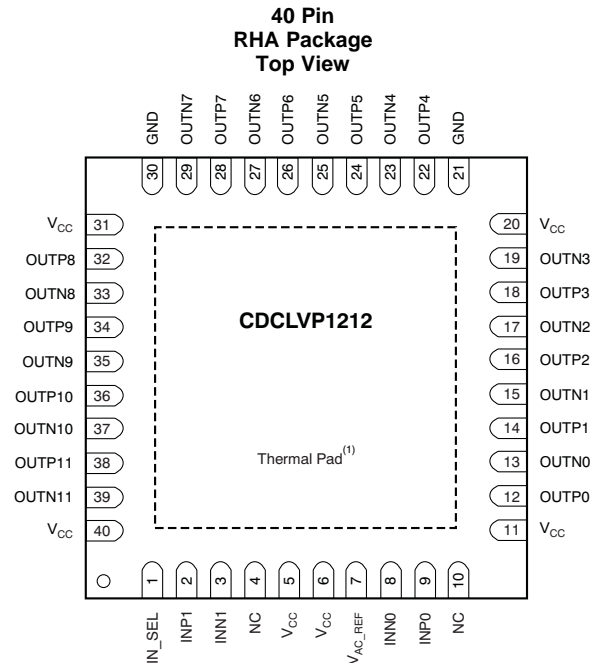 40 Pin
RHA Package
Top View
GND
OUTN7
OUTP7
OUTN6
OUTP6
OUTN5
OUTP5
OUTN4
OUTP4
GND
30
29
28
27
26
25
24
23
22
21
VCC 31
OUTP8 32
OUTN8 33
OUTP9 34
OUTN9 35
OUTP10 36
OUTN10 37
OUTP11 38
OUTN11 39
VCC 40
CDCLVP1212
Thermal Pad(1)
20 VCC
19 OUTN3
18 OUTP3
17 OUTN2
16 OUTP2
15 OUTN1
14 OUTP1
13 OUTN0
12 OUTP0
11 VCC
1
2
3
4
5
6
7
8
9
10
IN_SEL
INP1
INN1
NC
VCC
VCC
VAC_REF
INN0
INP0
NC